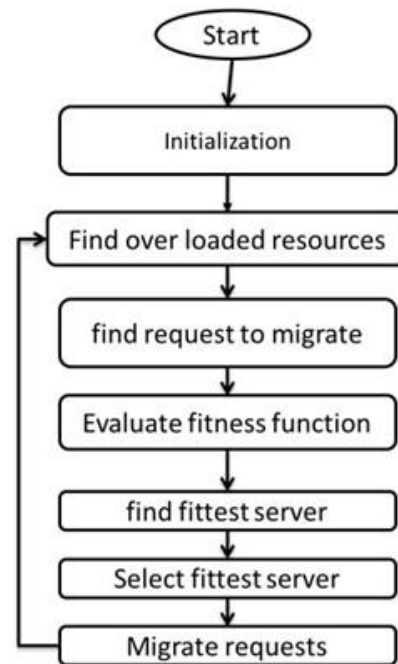 Start
Initialization
Find over loaded resources
find request to migrate
Evaluate fitness function
find fittest server
Select fittest server
Migrate requests